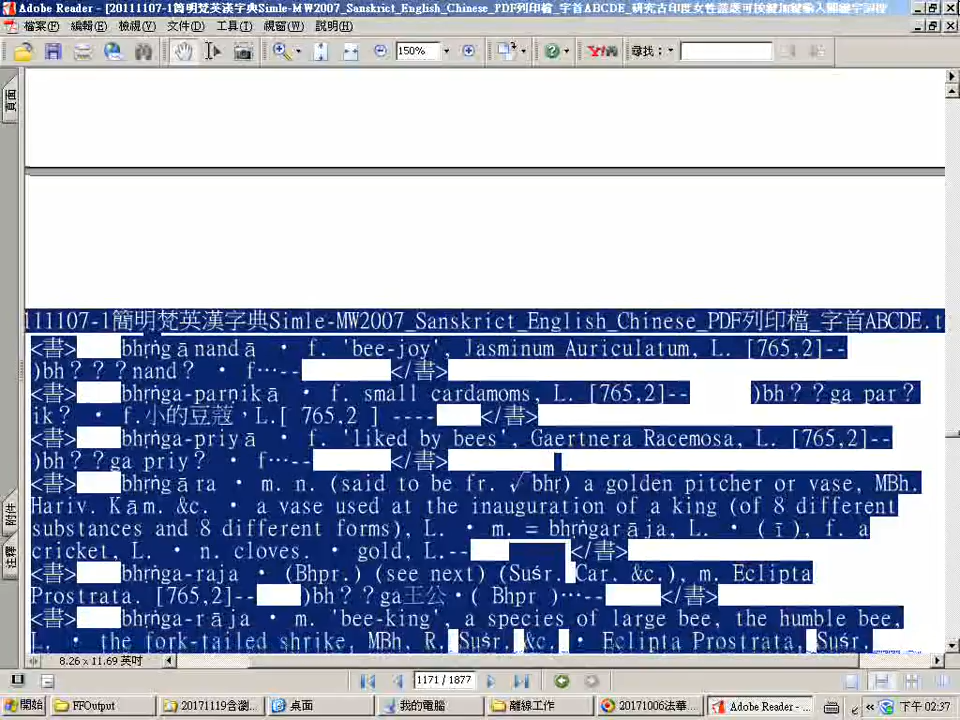 Adobe Reader - [20111107-1簡明梵英漢字典Simle-MW2007_Sanskrict_English_Chinese_PDF列印檔_字首ABCDE_研究古印度女性
檔案(F) 編輯(E) 檢視(V) 文件(D) 工具(T) 視窗(W) 說明(H)
150% 尋找:
頁面
111107-1簡明梵英漢字典Simle-MW2007_Sanskrict_English_Chinese_PDF列印檔_字首ABCDE.t
<書> bhṛṅgānandā · f. 'bee-joy', Jasminum Auriculatum, L. [765,2]--
)bh???nand? · f…-- </書>
<書> bhṛṅga-parṇikā · f. small cardamoms, L. [765,2]-- )bh??ga par?
ik? · f.小的豆蔻,L.[ 765,2 ] ---- </書>
<書> bhṛṅga-priyā · f. 'liked by bees', Gaertnera Racemosa, L. [765,2]--
)bh??ga priy? · f…-- </書>
<書> bhṛṅgāra · m. n. (said to be fr. √bhṛ) a golden pitcher or vase, MBh.
Hariv. Kām. &c. · a vase used at the inauguration of a king (of 8 different
substances and 8 different forms), L. · m. = bhṛṅgarāja, L. · (ī), f. a
cricket, L. · n. cloves. · gold, L.-- </書>
<書> bhṛṅga-raja · (Bhpr.) (see next) (Suśr. Car. &c.), m. Eclipta
Prostrata. [765,2]-- )bh??ga王公·( Bhpr )…-- </書>
<書> bhṛṅga-rāja · m. 'bee-king', a species of large bee, the humble bee,
L. · the fork-tailed shrike, MBh. R. Suśr. &c. · Eclipta Prostrata, Suśr.
附件
注釋
8.26 x 11.69 英吋
1171 / 1877
開始 FFOutput 20171119含瀏... 桌面 我的電腦 離線工作 20171006法華... Adobe Reader - ... 下午 02:37